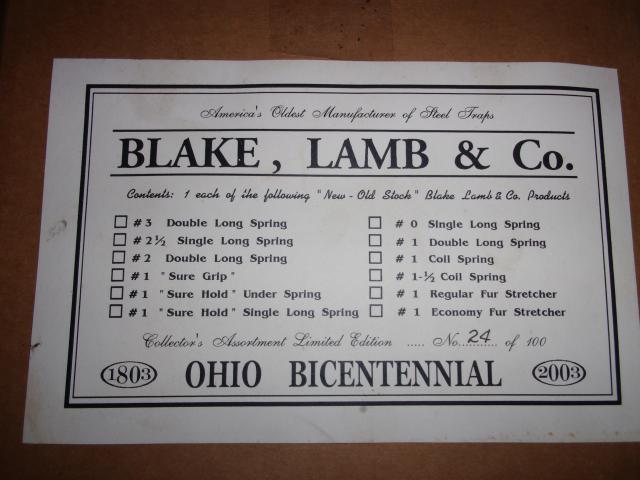 America's Oldest Manufacturer of Steel Traps
BLAKE, LAMB & Co.
Contents: 1 each of the following "New - Old Stock" Blake Lamb & Co. Products
# 3 Double Long Spring
# 2½ Single Long Spring
# 2 Double Long Spring
# 1 "Sure Grip"
# 1 "Sure Hold" Under Spring
# 1 "Sure Hold" Single Long Spring
# 0 Single Long Spring
# 1 Double Long Spring
# 1 Coil Spring
# 1-½ Coil Spring
# 1 Regular Fur Stretcher
# 1 Economy Fur Stretcher
Collector's Assortment Limited Edition ..... No. 24 of 100
1803 OHIO BICENTENNIAL 2003